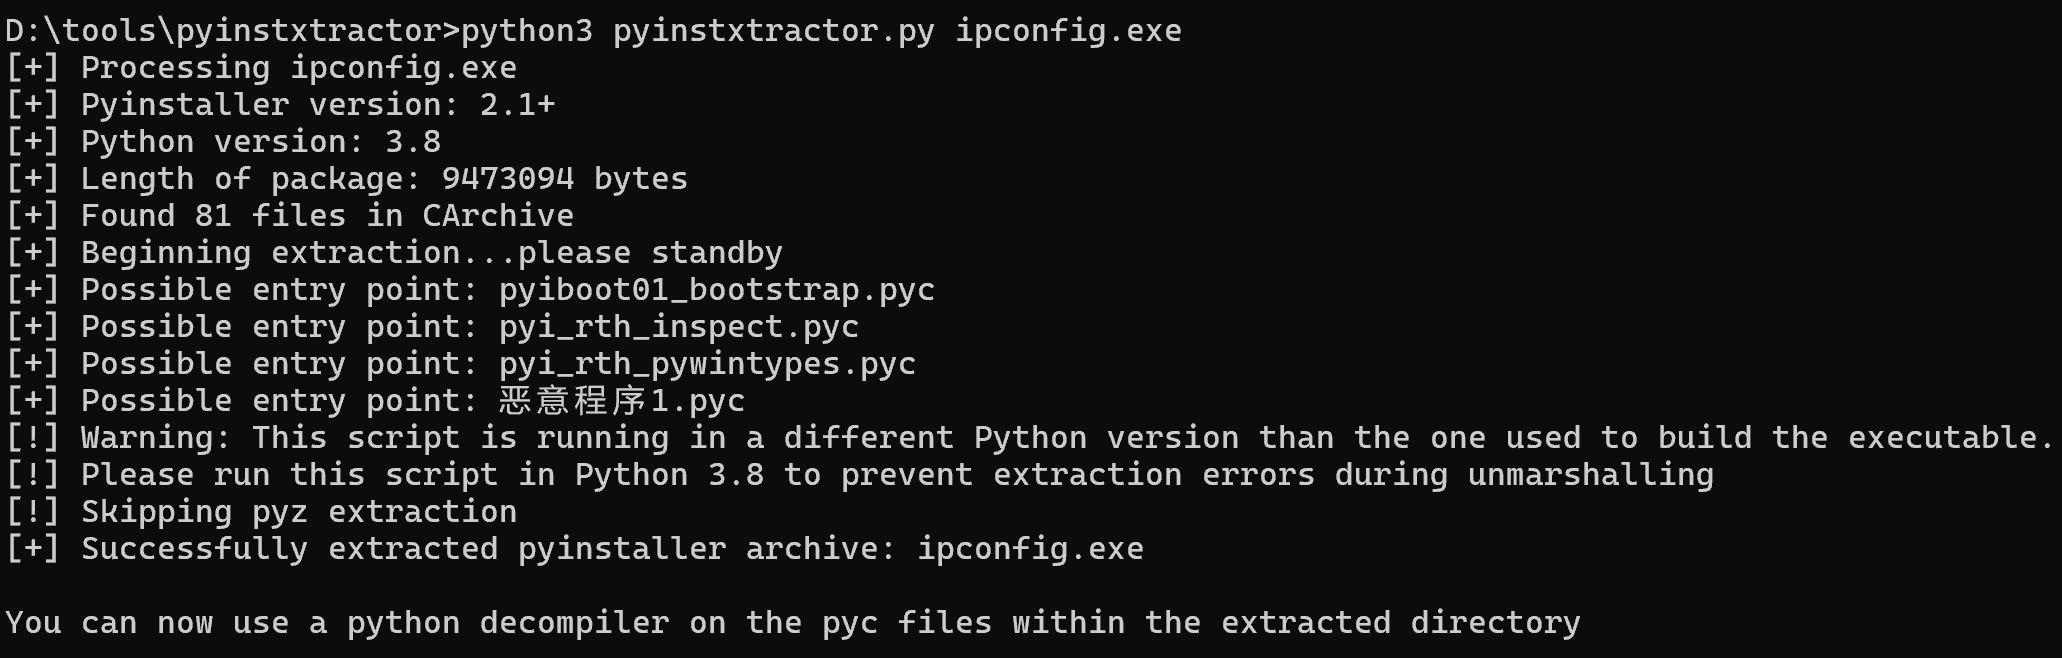 D:\tools\pyinstxtractor>python3 pyinstxtractor.py ipconfig.exe
[+] Processing ipconfig.exe
[+] Pyinstaller version: 2.1+
[+] Python version: 3.8
[+] Length of package: 9473094 bytes
[+] Found 81 files in CArchive
[+] Beginning extraction...please standby
[+] Possible entry point: pyiboot01_bootstrap.pyc
[+] Possible entry point: pyi_rth_inspect.pyc
[+] Possible entry point: pyi_rth_pywintypes.pyc
[+] Possible entry point: 恶意程序1.pyc
[!] Warning: This script is running in a different Python version than the one used to build the executable.
[!] Please run this script in Python 3.8 to prevent extraction errors during unmarshalling
[!] Skipping pyz extraction
[+] Successfully extracted pyinstaller archive: ipconfig.exe
You can now use a python decompiler on the pyc files within the extracted directory